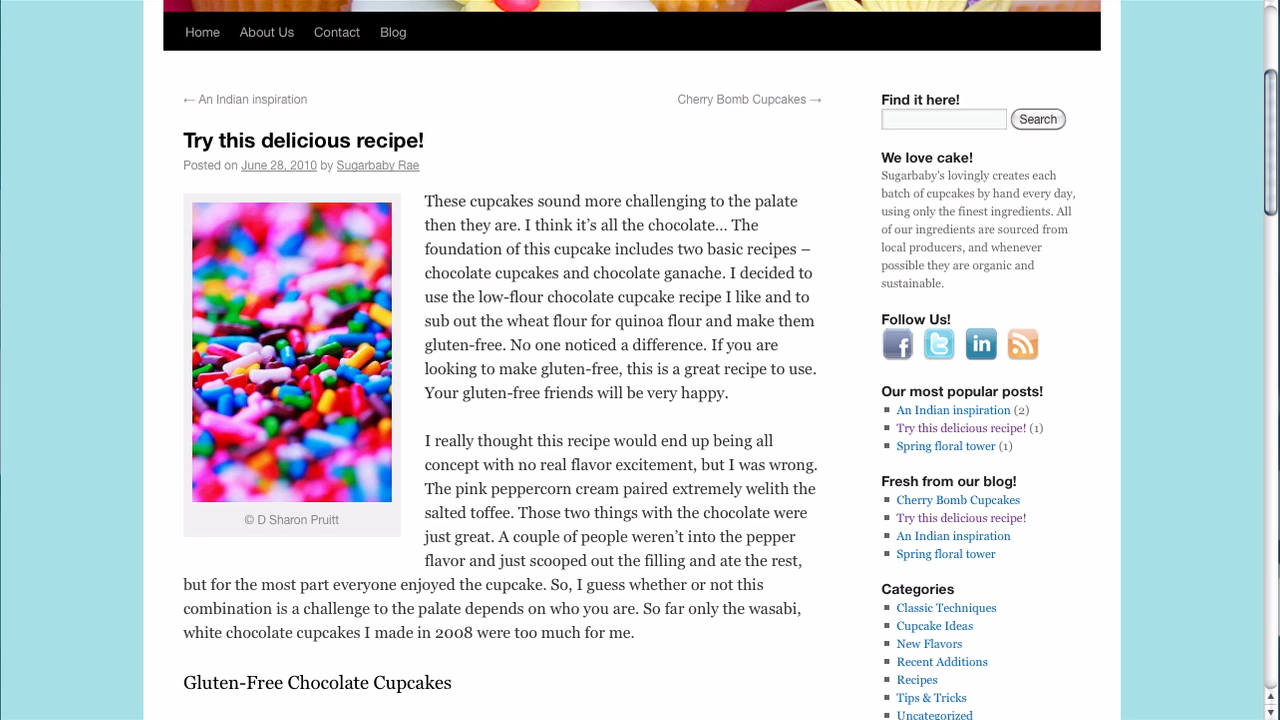 Home About Us Contact Blog
← An Indian inspiration
Cherry Bomb Cupcakes →
Try this delicious recipe!
Posted on June 28, 2010 by Sugarbaby Rae
© D Sharon Pruitt
These cupcakes sound more challenging to the palate
then they are. I think it’s all the chocolate… The
foundation of this cupcake includes two basic recipes –
chocolate cupcakes and chocolate ganache. I decided to
use the low-flour chocolate cupcake recipe I like and to
sub out the wheat flour for quinoa flour and make them
gluten-free. No one noticed a difference. If you are
looking to make gluten-free, this is a great recipe to use.
Your gluten-free friends will be very happy.
I really thought this recipe would end up being all
concept with no real flavor excitement, but I was wrong.
The pink peppercorn cream paired extremely welith the
salted toffee. Those two things with the chocolate were
just great. A couple of people weren’t into the pepper
flavor and just scooped out the filling and ate the rest,
but for the most part everyone enjoyed the cupcake. So, I guess whether or not this
combination is a challenge to the palate depends on who you are. So far only the wasabi,
white chocolate cupcakes I made in 2008 were too much for me.
Gluten-Free Chocolate Cupcakes
Find it here!
Search
We love cake!
Sugarbaby's lovingly creates each
batch of cupcakes by hand every day,
using only the finest ingredients. All
of our ingredients are sourced from
local producers, and whenever
possible they are organic and
sustainable.
Follow Us!
Our most popular posts!
An Indian inspiration (2)
Try this delicious recipe! (1)
Spring floral tower (1)
Fresh from our blog!
Cherry Bomb Cupcakes
Try this delicious recipe!
An Indian inspiration
Spring floral tower
Categories
Classic Techniques
Cupcake Ideas
New Flavors
Recent Additions
Recipes
Tips & Tricks
Uncategorized